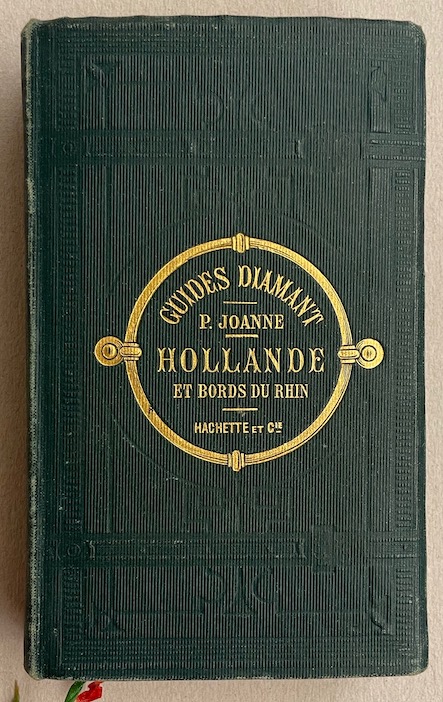 GUIDES DIAMANT
P. JOANNE
HOLLANDE
ET BORDS DU RHIN
HACHETTE ET CIE